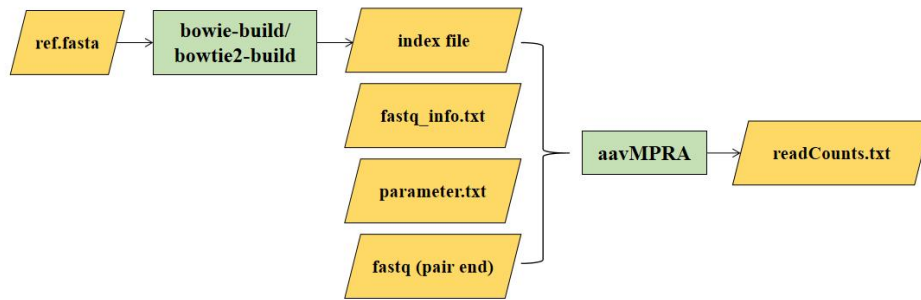 ref.fasta
bowie-build/
bowtie2-build
index file
fastq_info.txt
parameter.txt
fastq (pair end)
aavMPRA
readCounts.txt